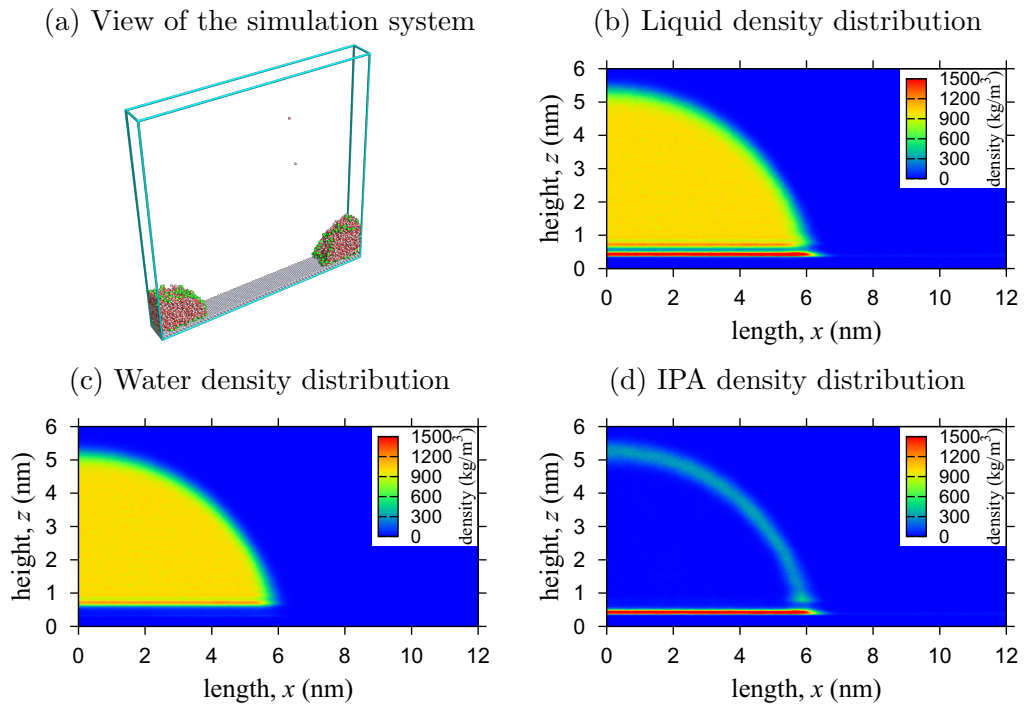 (a) View of the simulation system
(b) Liquid density distribution
6
5
4
3
2
1
0
height, z (nm)
0 2 4 6 8 10 12
length, x (nm)
1500
1200
900
600
300
0
density (kg/m³)
(c) Water density distribution
6
5
4
3
2
1
0
height, z (nm)
0 2 4 6 8 10 12
length, x (nm)
1500
1200
900
600
300
0
density (kg/m³)
(d) IPA density distribution
6
5
4
3
2
1
0
height, z (nm)
0 2 4 6 8 10 12
length, x (nm)
1500
1200
900
600
300
0
density (kg/m³)